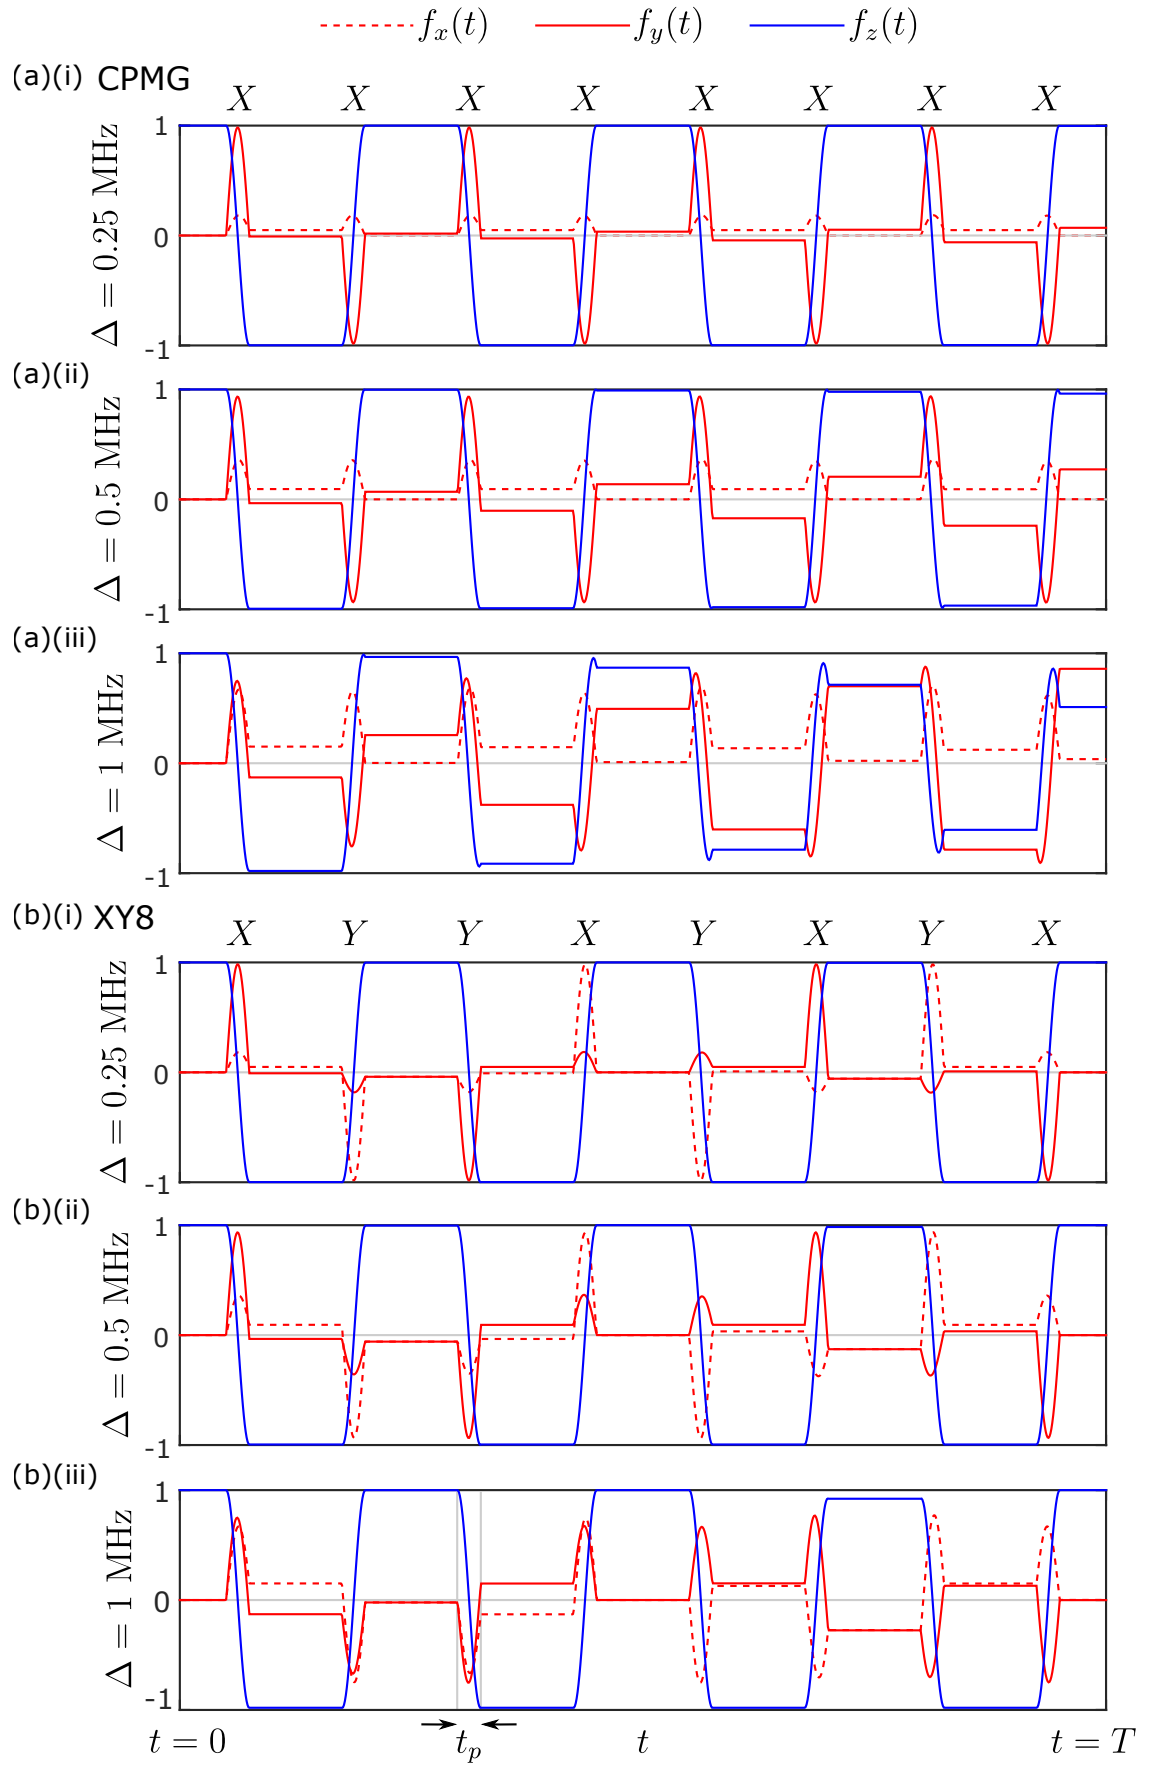 f_x(t) f_y(t) f_z(t)
(a)(i) CPMG
X X X X X X X X
1
0
-1
Δ = 0.25 MHz
(a)(ii)
1
0
-1
Δ = 0.5 MHz
(a)(iii)
1
0
-1
Δ = 1 MHz
(b)(i) XY8
X Y Y X Y X Y X
1
0
-1
Δ = 0.25 MHz
(b)(ii)
1
0
-1
Δ = 0.5 MHz
(b)(iii)
1
0
-1
Δ = 1 MHz
t = 0 t_p t t = T